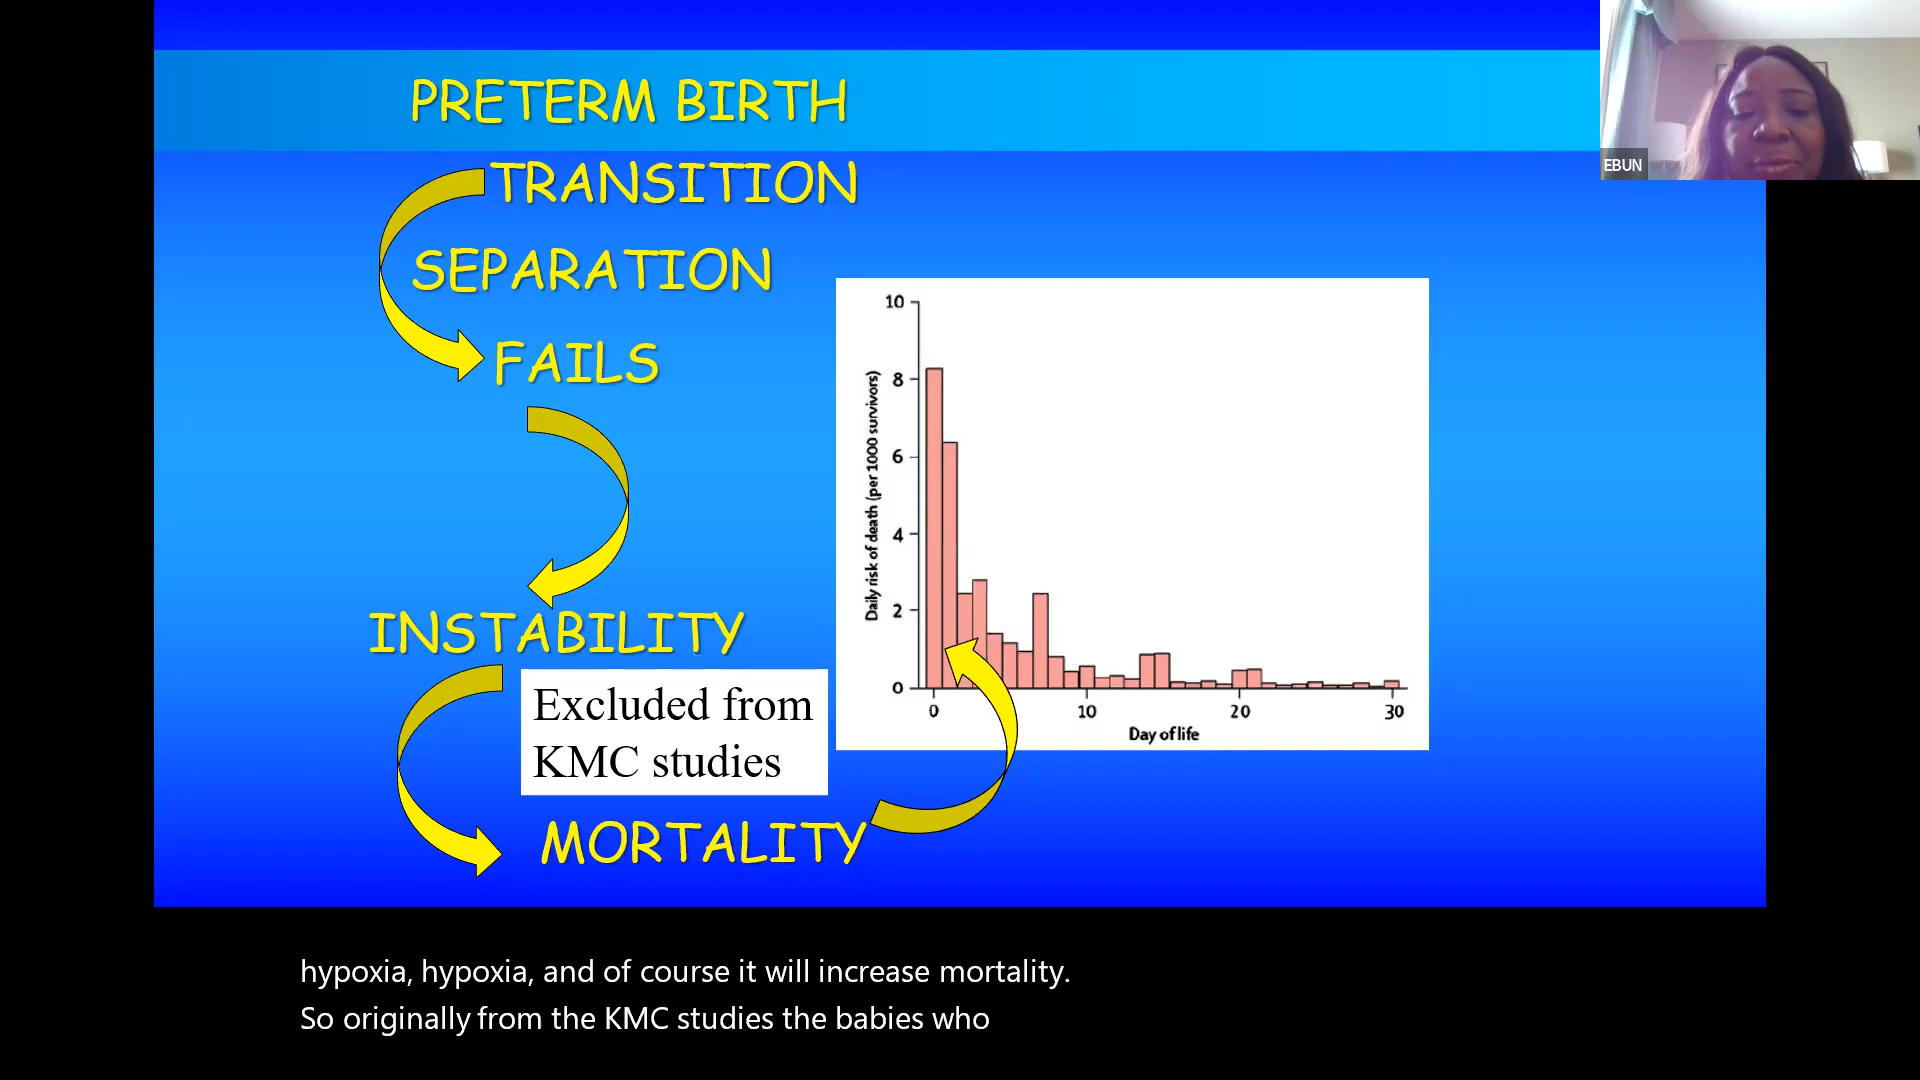 PRETERM BIRTH
TRANSITION
SEPARATION
FAILS
INSTABILITY
Excluded from
KMC studies
MORTALITY
Daily risk of death (per 1000 survivors)
10
8
6
4
2
0
0 10 20 30
Day of life
EBUN
hypoxia, hypoxia, and of course it will increase mortality.
So originally from the KMC studies the babies who